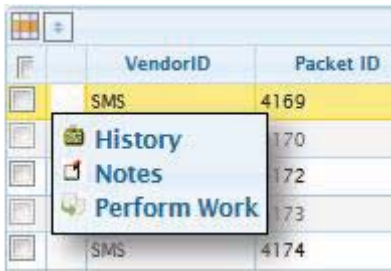 VendorID Packet ID
SMS 4169
History 170
Notes 172
Perform Work 173
SMS 4174